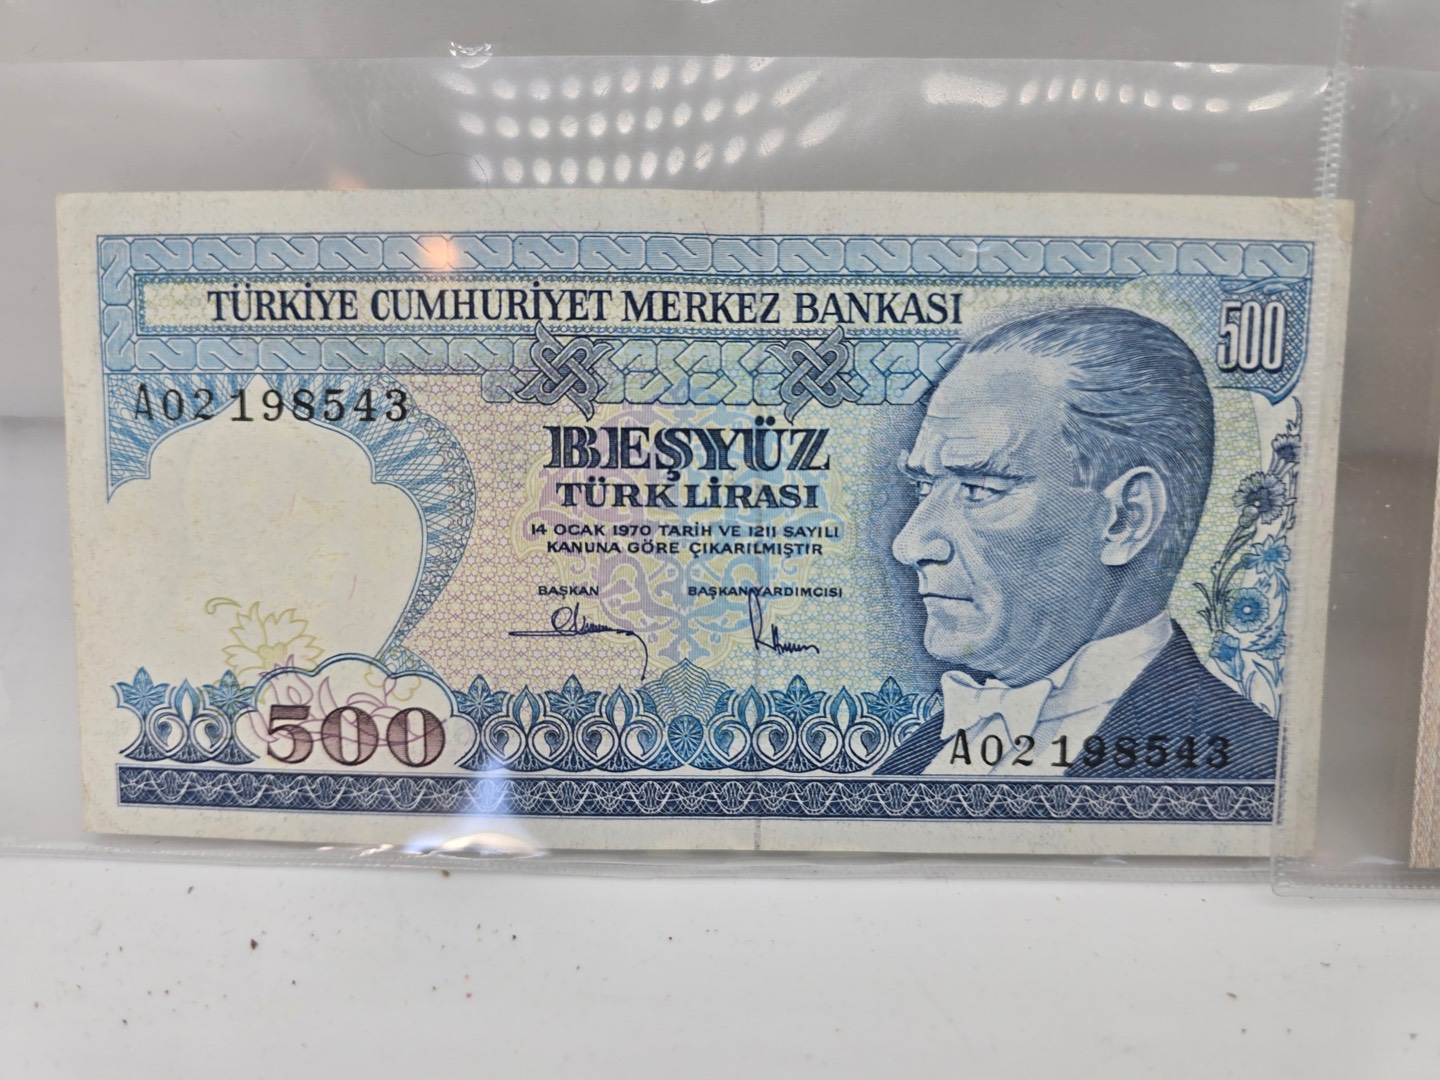 TÜRKİYE CUMHURİYET MERKEZ BANKASI
500
A02 198543
BEŞYÜZ
TÜRK LİRASI
14 OCAK 1970 TARİH VE 1211 SAYILI
KANUNA GÖRE ÇIKARILMIŞTIR
BAŞKAN BAŞKAN YARDIMCISI
500
A02 198543